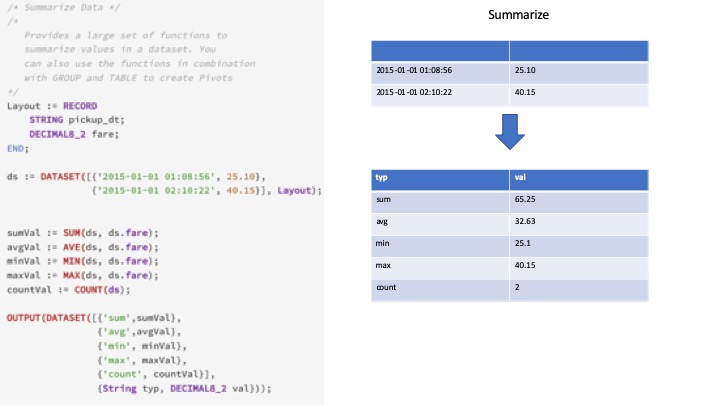 /* Summarize Data */
/*
Provides a large set of functions to
summarize values in a dataset. You
can also use the functions in combination
with GROUP and TABLE to create Pivots
*/
Layout := RECORD
STRING pickup_dt;
DECIMAL8_2 fare;
END;
ds := DATASET([{'2015-01-01 01:08:56', 25.10},
{'2015-01-01 02:10:22', 40.15}], Layout);
sumVal := SUM(ds, ds.fare);
avgVal := AVE(ds, ds.fare);
minVal := MIN(ds, ds.fare);
maxVal := MAX(ds, ds.fare);
countVal := COUNT(ds);
OUTPUT(DATASET([{'sum',sumVal},
{'avg',avgVal},
{'min', minVal},
{'max', maxVal},
{'count', countVal}],
{String typ, DECIMAL8_2 val}));
Summarize
2015-01-01 01:08:56 25.10
2015-01-01 02:10:22 40.15
typ val
sum 65.25
avg 32.63
min 25.1
max 40.15
count 2